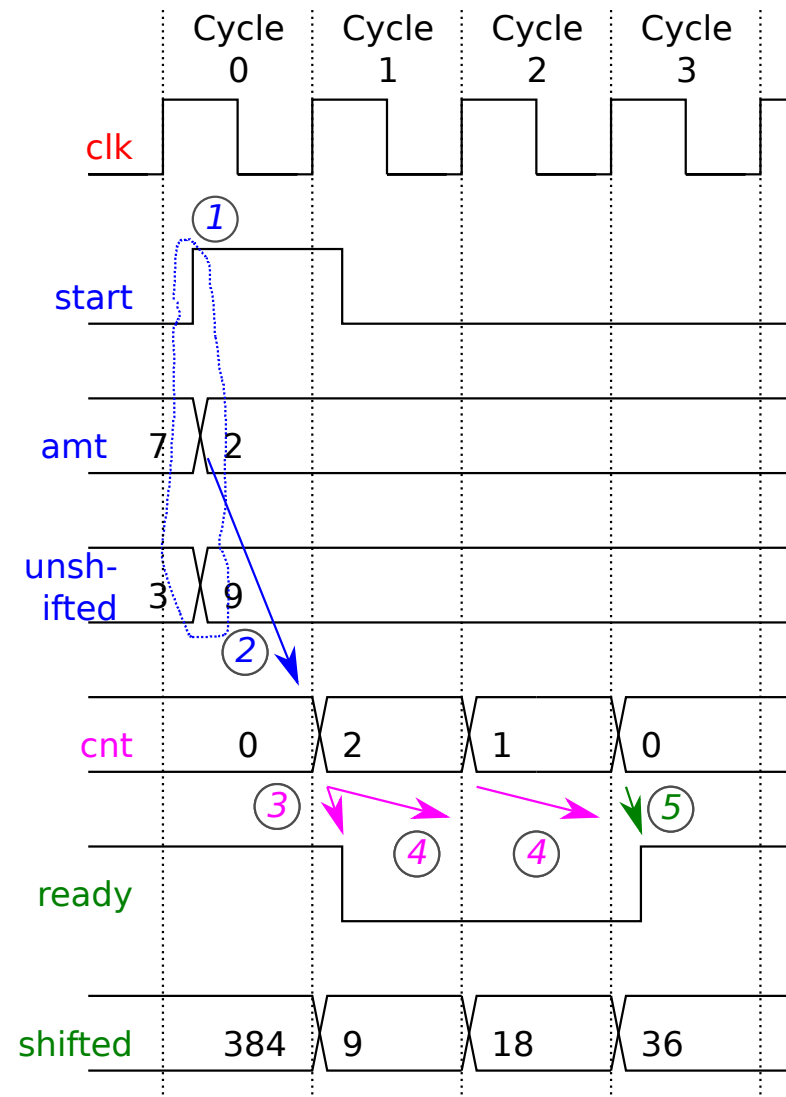 Cycle Cycle Cycle Cycle
0 1 2 3
clk
1
start
amt 7 2
unsh-
ifted 3 9
2
cnt 0 2 1 0
3 5
4 4
ready
shifted 384 9 18 36